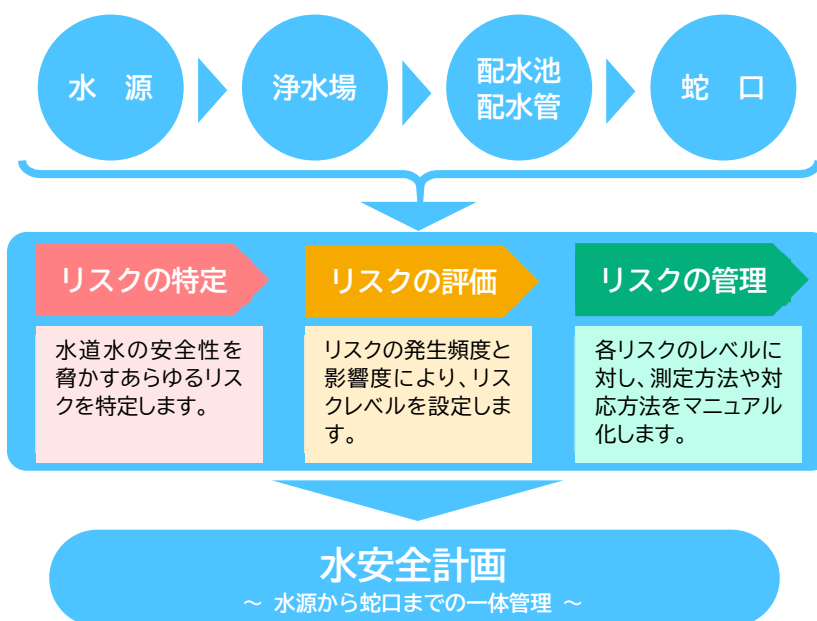 水　源
浄水場
配水池
配水管
蛇　口
リスクの特定
水道水の安全性を
脅かすあらゆるリス
クを特定します。
リスクの評価
リスクの発生頻度と
影響度により、リス
クレベルを設定しま
す。
リスクの管理
各リスクのレベルに
対し、測定方法や対
応方法をマニュアル
化します。
水安全計画
～ 水源から蛇口までの一体管理 ～